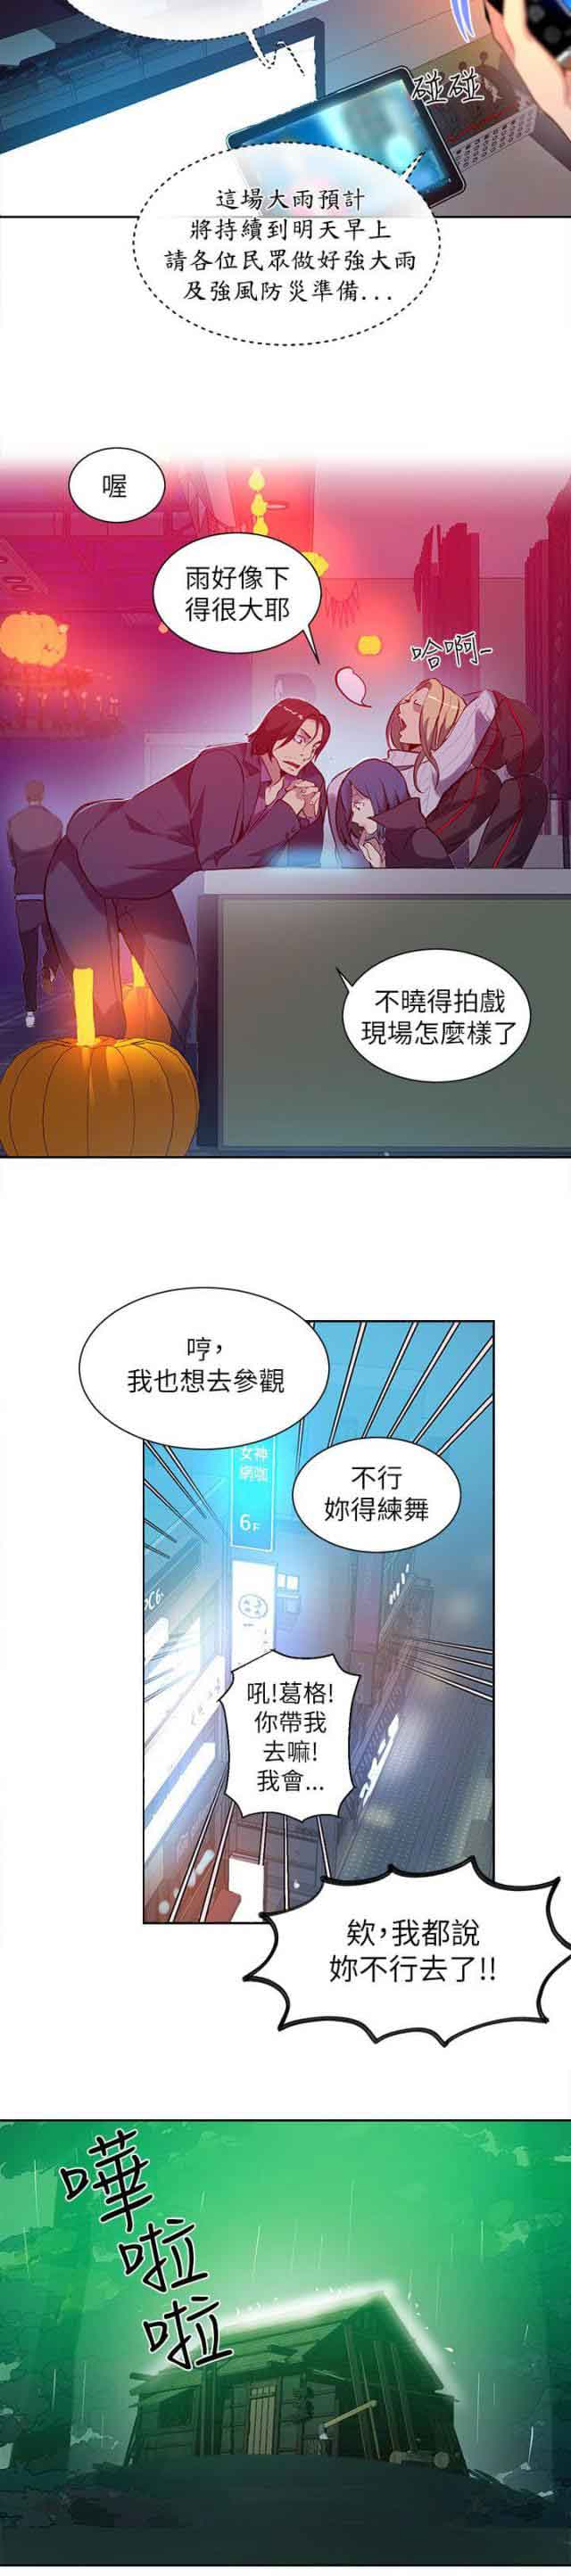 碰碰
這場大雨預計
將持續到明天早上
請各位民眾做好強大雨
及強風防災準備...
喔
雨好像下
得很大耶
哈啊~
不曉得拍戲
現場怎麼樣了
哼,
我也想去參觀
女神
網咖
6F
不行
妳得練舞
吼!葛格!
你帶我
去嘛!
我會...
欸,我都說
妳不行去了!!
嘩
啦
啦